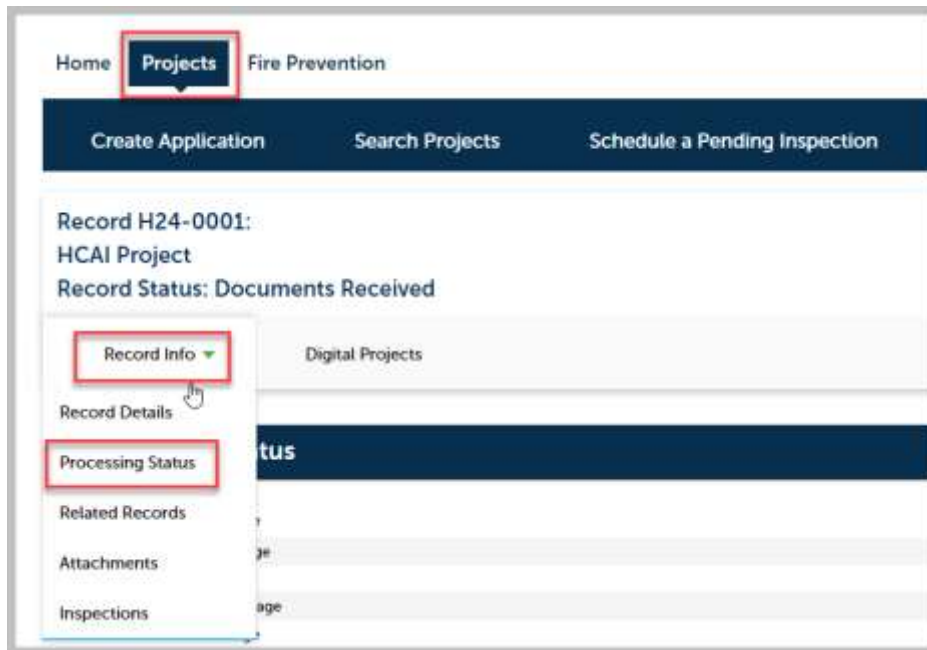 Home Projects Fire Prevention
Create Application Search Projects Schedule a Pending Inspection
Record H24-0001:
HCAI Project
Record Status: Documents Received
Record Info Digital Projects
Record Details
Processing Status tus
Related Records
Attachments
Inspections age